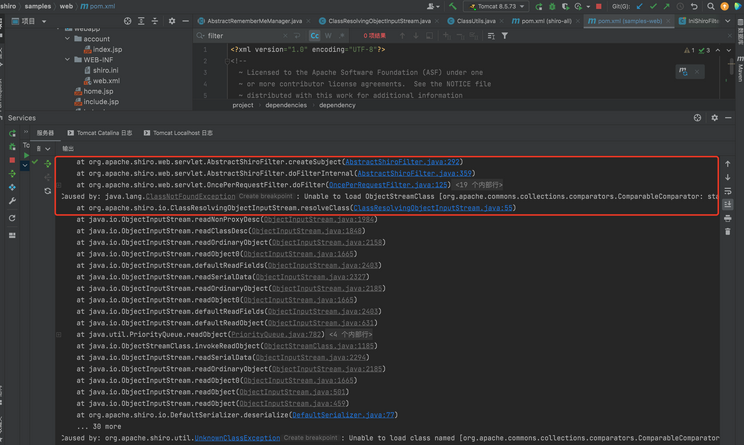 shiro samples web pom.xml
Tomcat 8.5.73
Git(G):
项目
AbstractRememberMeManager.java
ClassResolvingObjectInputStream.java
ClassUtils.java
pom.xml (shiro-all)
pom.xml (samples-web)
IniShiroFilt
webapp
account
index.jsp
WEB-INF
shiro.ini
web.xml
home.jsp
include.jsp
filter
Cc W
0 项结果
1 <?xml version="1.0" encoding="UTF-8"?>
2 <!--
3 ~ Licensed to the Apache Software Foundation (ASF) under one
4 ~ or more contributor license agreements. See the NOTICE file
5 ~ distributed with this work for additional information
1 3
project dependencies dependency
Maven
Services
服务器
Tomcat Catalina 日志
Tomcat Localhost 日志
输出
at org.apache.shiro.web.servlet.AbstractShiroFilter.createSubject(AbstractShiroFilter.java:292)
at org.apache.shiro.web.servlet.AbstractShiroFilter.doFilterInternal(AbstractShiroFilter.java:359)
at org.apache.shiro.web.servlet.OncePerRequestFilter.doFilter(OncePerRequestFilter.java:125) <19 个内部行>
Caused by: java.lang.ClassNotFoundException Create breakpoint : Unable to load ObjectStreamClass [org.apache.commons.collections.comparators.ComparableComparator: sta
at org.apache.shiro.io.ClassResolvingObjectInputStream.resolveClass(ClassResolvingObjectInputStream.java:55)
at java.io.ObjectInputStream.readNonProxyDesc(ObjectInputStream.java:1984)
at java.io.ObjectInputStream.readClassDesc(ObjectInputStream.java:1848)
at java.io.ObjectInputStream.readOrdinaryObject(ObjectInputStream.java:2158)
at java.io.ObjectInputStream.readObject0(ObjectInputStream.java:1665)
at java.io.ObjectInputStream.defaultReadFields(ObjectInputStream.java:2403)
at java.io.ObjectInputStream.readSerialData(ObjectInputStream.java:2327)
at java.io.ObjectInputStream.readOrdinaryObject(ObjectInputStream.java:2185)
at java.io.ObjectInputStream.readObject0(ObjectInputStream.java:1665)
at java.io.ObjectInputStream.defaultReadFields(ObjectInputStream.java:2403)
at java.io.ObjectInputStream.defaultReadObject(ObjectInputStream.java:631)
at java.util.PriorityQueue.readObject(PriorityQueue.java:782) <4 个内部行>
at java.io.ObjectStreamClass.invokeReadObject(ObjectStreamClass.java:1185)
at java.io.ObjectInputStream.readSerialData(ObjectInputStream.java:2294)
at java.io.ObjectInputStream.readOrdinaryObject(ObjectInputStream.java:2185)
at java.io.ObjectInputStream.readObject0(ObjectInputStream.java:1665)
at java.io.ObjectInputStream.readObject(ObjectInputStream.java:501)
at java.io.ObjectInputStream.readObject(ObjectInputStream.java:459)
at org.apache.shiro.io.DefaultSerializer.deserialize(DefaultSerializer.java:77)
... 30 more
Caused by: org.apache.shiro.util.UnknownClassException Create breakpoint : Unable to load class named [org.apache.commons.collections.comparators.ComparableComparator